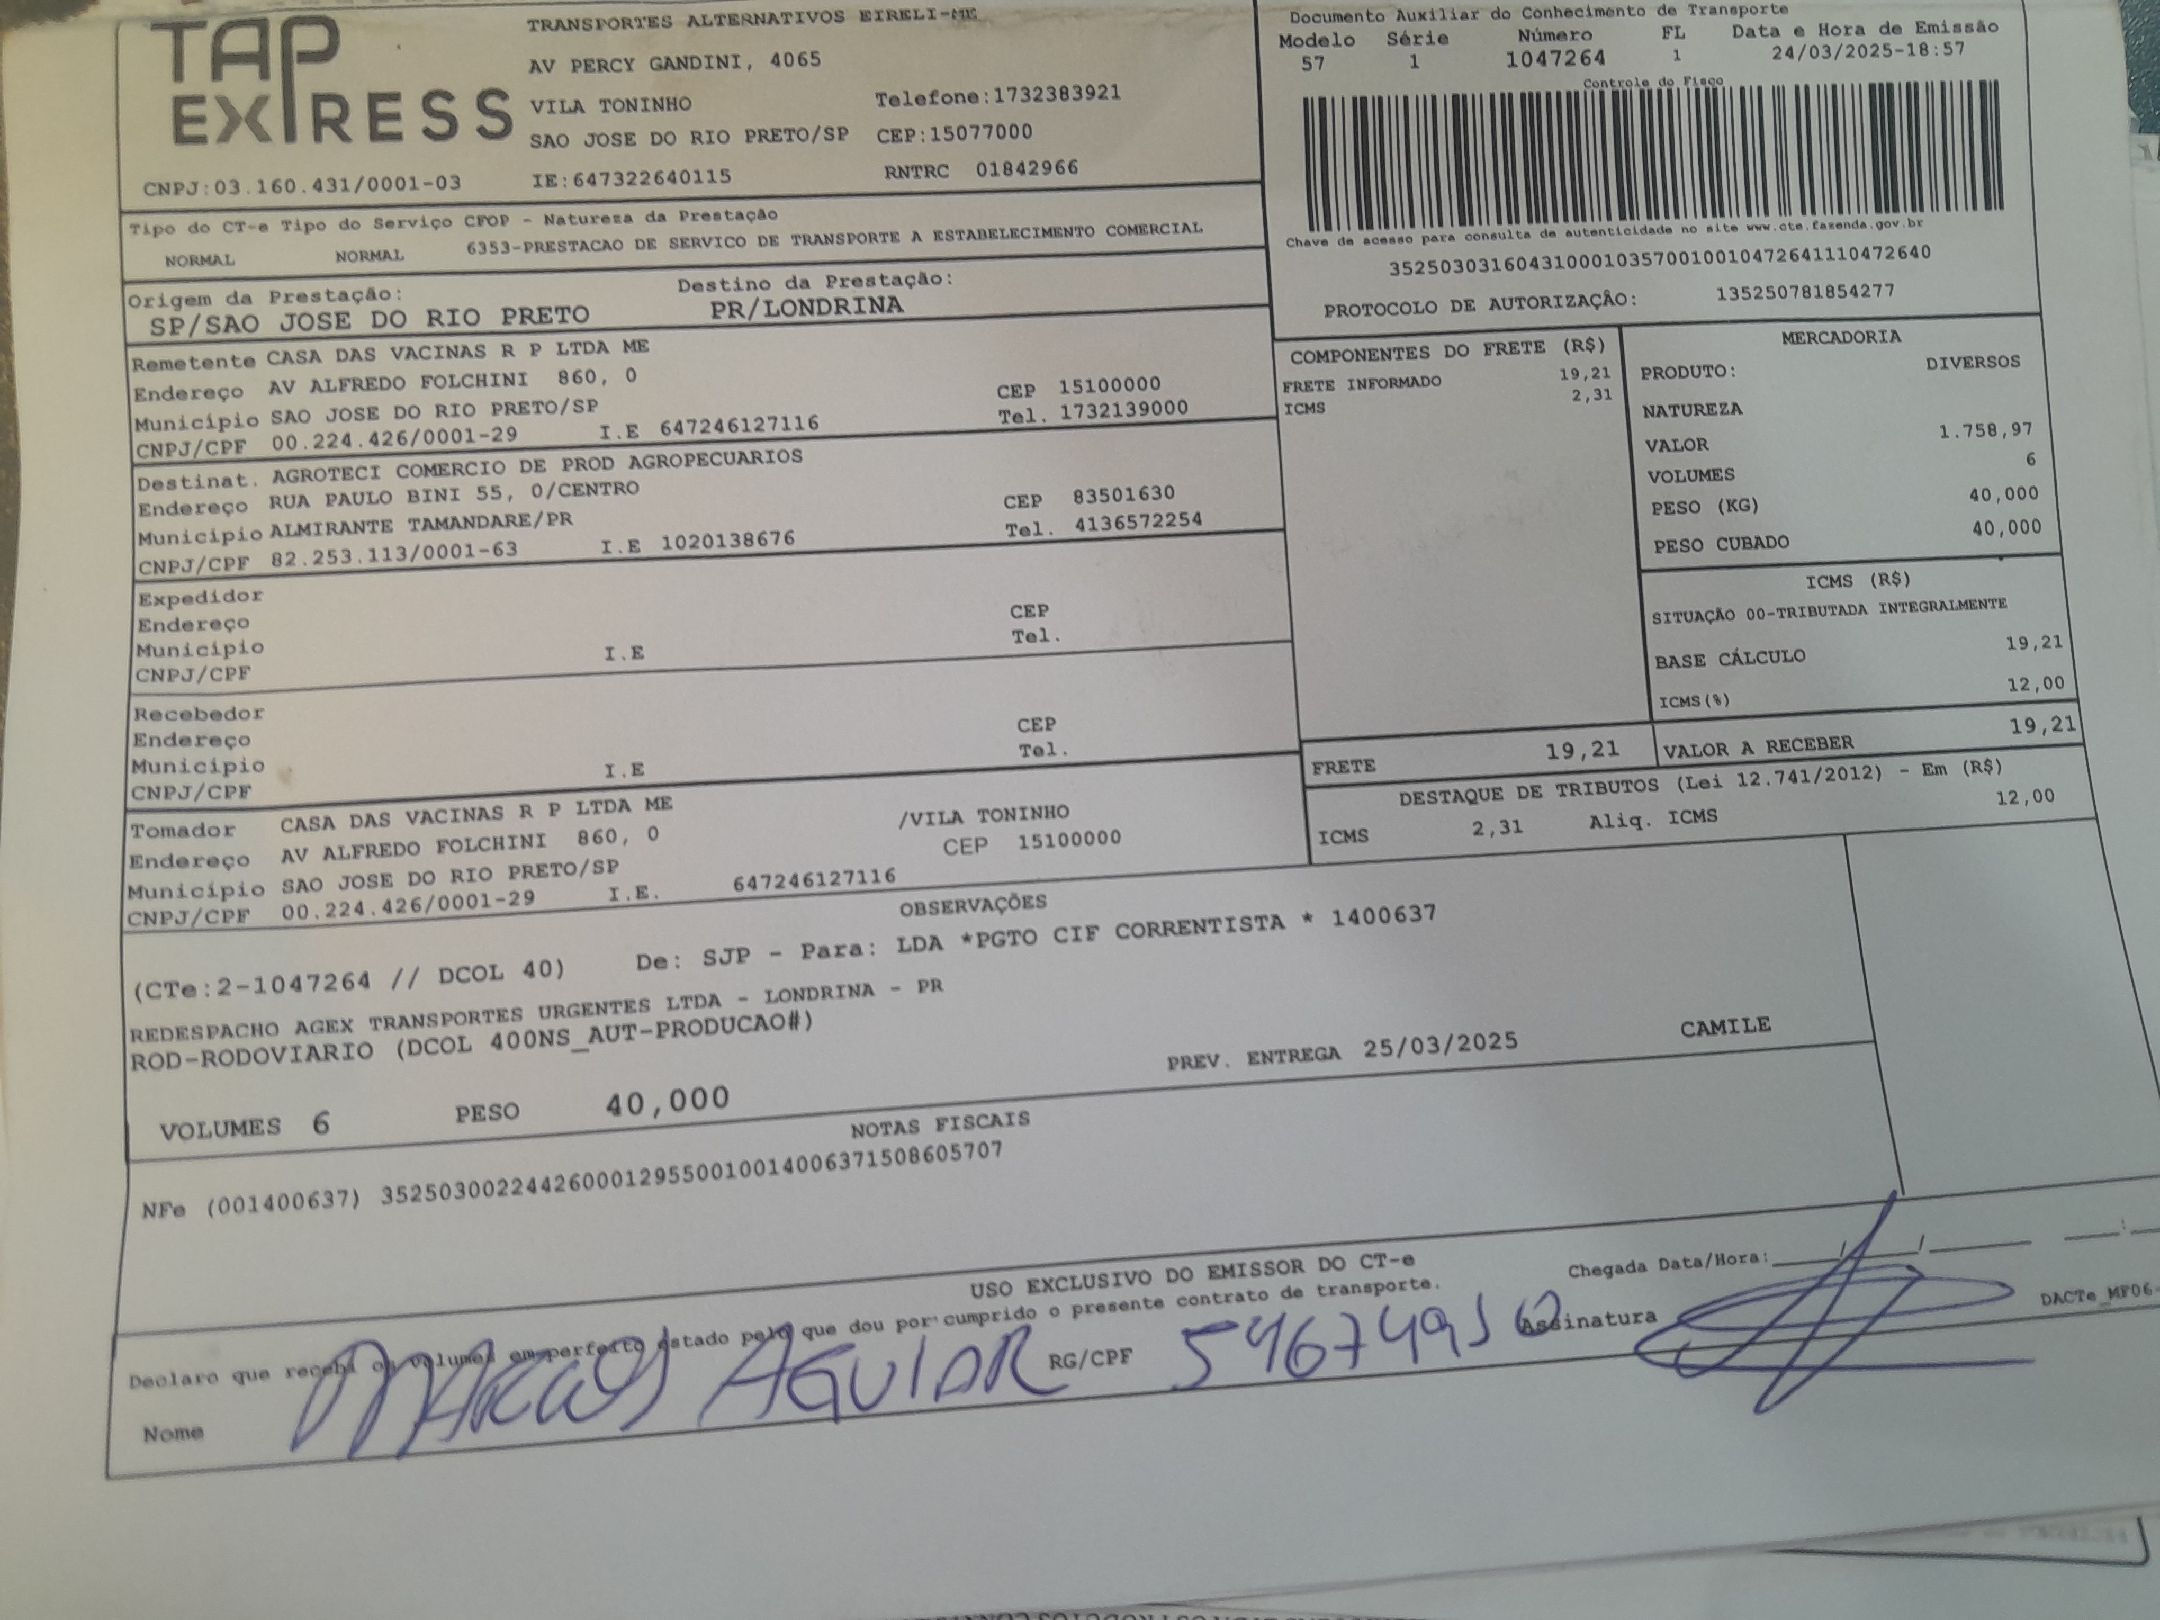 TAP EXPRESS
TRANSPORTES ALTERNATIVOS EIRELI-ME
AV PERCY GANDINI, 4065
VILA TONINHO Telefone:1732383921
SAO JOSE DO RIO PRETO/SP CEP:15077000
CNPJ:03.160.431/0001-03 IE:647322640115 RNTRC 01842966
Documento Auxiliar do Conhecimento de Transporte
Modelo Série Número FL Data e Hora de Emissão
57 1 1047264 1 24/03/2025-18:57
Controle do Fisco
Chave de acesso para consulta de autenticidade no site www.cte.fazenda.gov.br
35250303160431000103570010010472641110472640
PROTOCOLO DE AUTORIZAÇÂO: 135250781854277
Tipo do CT-e Tipo do Serviço CFOP - Natureza da Prestação
NORMAL NORMAL 6353-PRESTACAO DE SERVICO DE TRANSPORTE A ESTABELECIMENTO COMERCIAL
Origem da Prestação: Destino da Prestação:
SP/SAO JOSE DO RIO PRETO PR/LONDRINA
Remetente CASA DAS VACINAS R P LTDA ME
Endereço AV ALFREDO FOLCHINI 860, 0 CEP 15100000
Município SAO JOSE DO RIO PRETO/SP Tel. 1732139000
CNPJ/CPF 00.224.426/0001-29 I.E 647246127116
Destinat. AGROTECI COMERCIO DE PROD AGROPECUARIOS
Endereço RUA PAULO BINI 55, 0/CENTRO CEP 83501630
Município ALMIRANTE TAMANDARE/PR Tel. 4136572254
CNPJ/CPF 82.253.113/0001-63 I.E 1020138676
Expedidor
Endereço CEP
Município I.E Tel.
CNPJ/CPF
Recebedor
Endereço CEP
Município I.E Tel.
CNPJ/CPF
Tomador CASA DAS VACINAS R P LTDA ME
Endereço AV ALFREDO FOLCHINI 860, 0 /VILA TONINHO
Município SAO JOSE DO RIO PRETO/SP CEP 15100000
CNPJ/CPF 00.224.426/0001-29 I.E. 647246127116
COMPONENTES DO FRETE (R$)
FRETE INFORMADO 19,21
ICMS 2,31
MERCADORIA
PRODUTO: DIVERSOS
NATUREZA
VALOR 1.758,97
VOLUMES 6
PESO (KG) 40,000
PESO CUBADO 40,000
ICMS (R$)
SITUAÇÃO 00-TRIBUTADA INTEGRALMENTE
BASE CÁLCULO 19,21
ICMS(%) 12,00
FRETE 19,21 VALOR A RECEBER 19,21
DESTAQUE DE TRIBUTOS (Lei 12.741/2012) - Em (R$)
ICMS 2,31 Aliq. ICMS 12,00
OBSERVAÇÕES
(CTe:2-1047264 // DCOL 40) De: SJP - Para: LDA *PGTO CIF CORRENTISTA * 1400637
REDESPACHO AGEX TRANSPORTES URGENTES LTDA - LONDRINA - PR
ROD-RODOVIARIO (DCOL 400NS_AUT-PRODUCAO#)
PREV. ENTREGA 25/03/2025 CAMILE
VOLUMES 6 PESO 40,000
NOTAS FISCAIS
NFe (001400637) 35250300224426000129550010014006371508605707
USO EXCLUSIVO DO EMISSOR DO CT-e
Chegada Data/Hora:____/____/______ ___:__
Declaro que recebi os volumes em perfeito estado pelo que dou por cumprido o presente contrato de transporte.
DACTe_MF06-
Nome MARCOS AGUIAR RG/CPF Assinatura